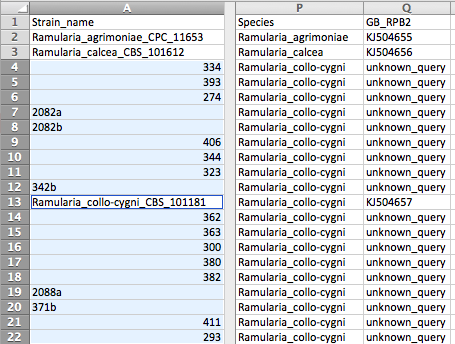 A P Q
1 Strain_name Species GB_RPB2
2 Ramularia_agrimoniae_CPC_11653 Ramularia_agrimoniae KJ504655
3 Ramularia_calcea_CBS_101612 Ramularia_calcea KJ504656
4 334 Ramularia_collo-cygni unknown_query
5 393 Ramularia_collo-cygni unknown_query
6 274 Ramularia_collo-cygni unknown_query
7 2082a Ramularia_collo-cygni unknown_query
8 2082b Ramularia_collo-cygni unknown_query
9 406 Ramularia_collo-cygni unknown_query
10 344 Ramularia_collo-cygni unknown_query
11 323 Ramularia_collo-cygni unknown_query
12 342b Ramularia_collo-cygni unknown_query
13 Ramularia_collo-cygni_CBS_101181 Ramularia_collo-cygni KJ504657
14 362 Ramularia_collo-cygni unknown_query
15 363 Ramularia_collo-cygni unknown_query
16 300 Ramularia_collo-cygni unknown_query
17 380 Ramularia_collo-cygni unknown_query
18 382 Ramularia_collo-cygni unknown_query
19 2088a Ramularia_collo-cygni unknown_query
20 371b Ramularia_collo-cygni unknown_query
21 411 Ramularia_collo-cygni unknown_query
22 293 Ramularia_collo-cygni unknown_query